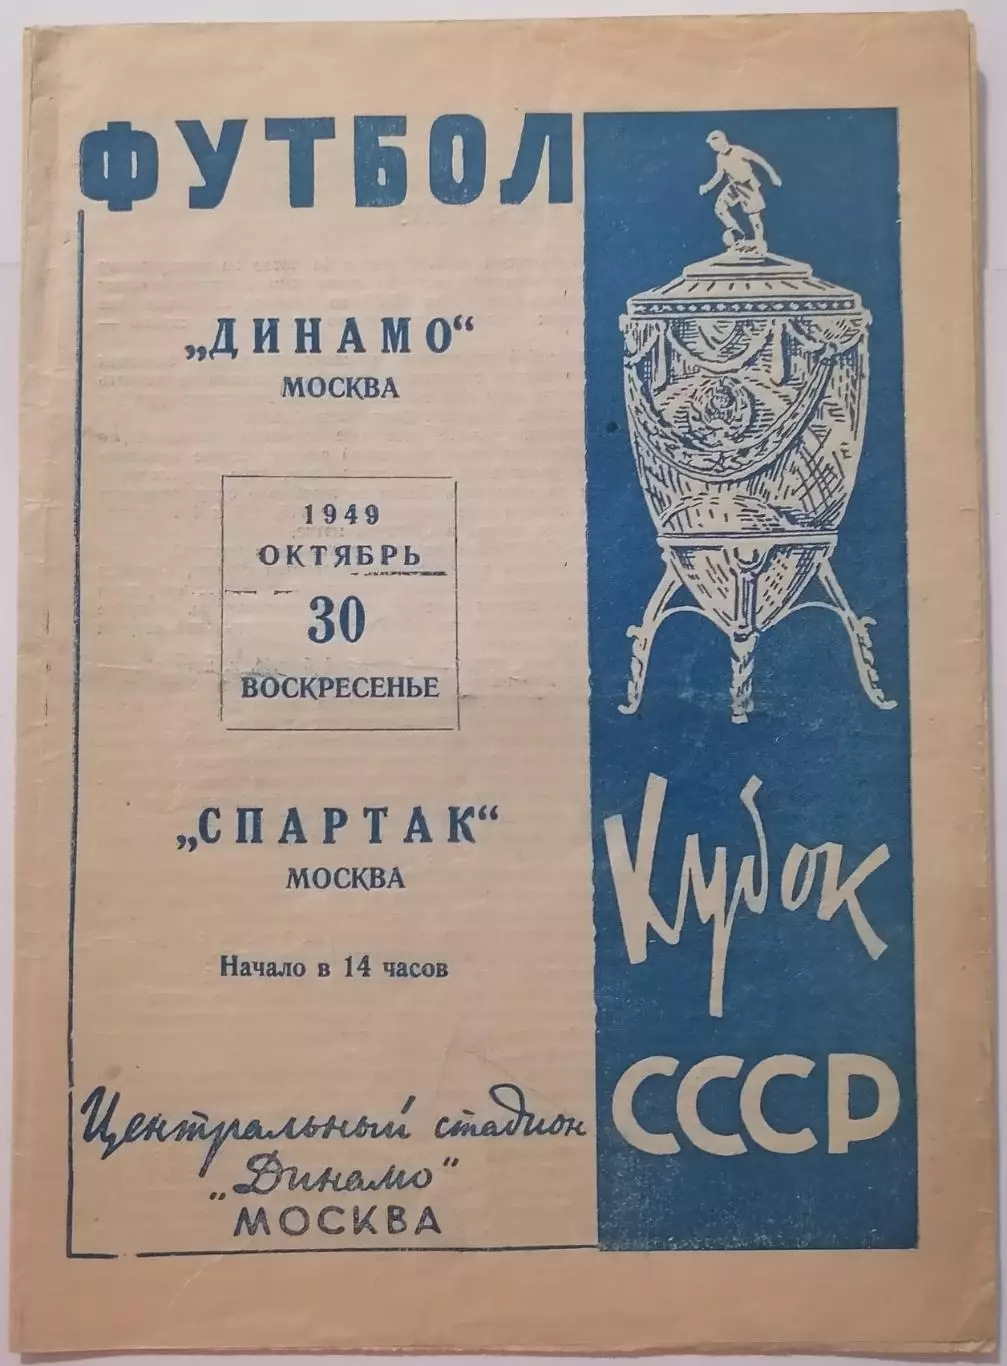 ФУТБОЛ
„ДИНАМО“
МОСКВА
1949
ОКТЯБРЬ
30
ВОСКРЕСЕНЬЕ
„СПАРТАК“
МОСКВА
Начало в 14 часов
Центральный стадион
„Динамо“
МОСКВА
Кубок
СССР